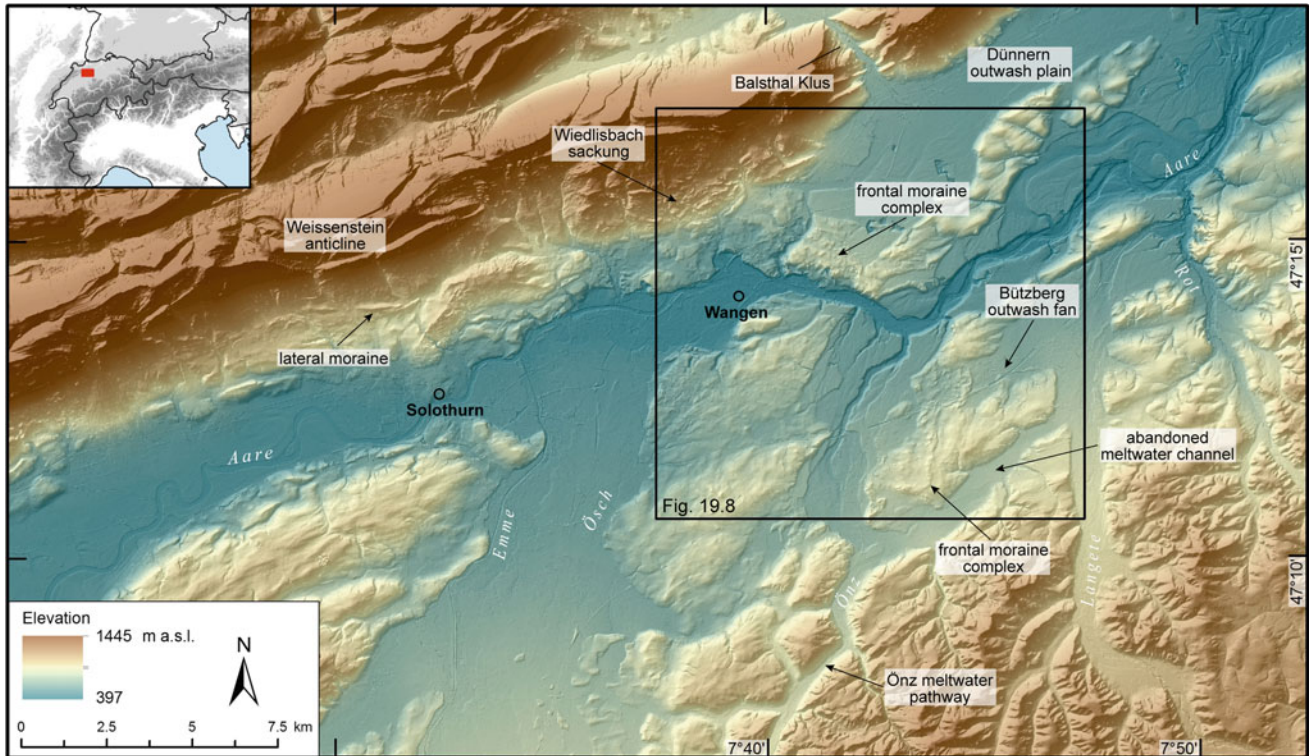 Dünnern
outwash plain
Balsthal Klus
Wiedlisbach
sackung
Aare
frontal moraine
complex
Weissenstein
anticline
47°15'
Rot
Bützberg
outwash fan
Wangen
lateral moraine
Solothurn
abandoned
meltwater channel
Aare
Fig. 19.8
Ösch
Emme
frontal moraine
complex
Langete
47°10'
Önz
Elevation
1445 m a.s.l.
397
N
Önz meltwater
pathway
0 2.5 5 7.5 km
7°40'
7°50'